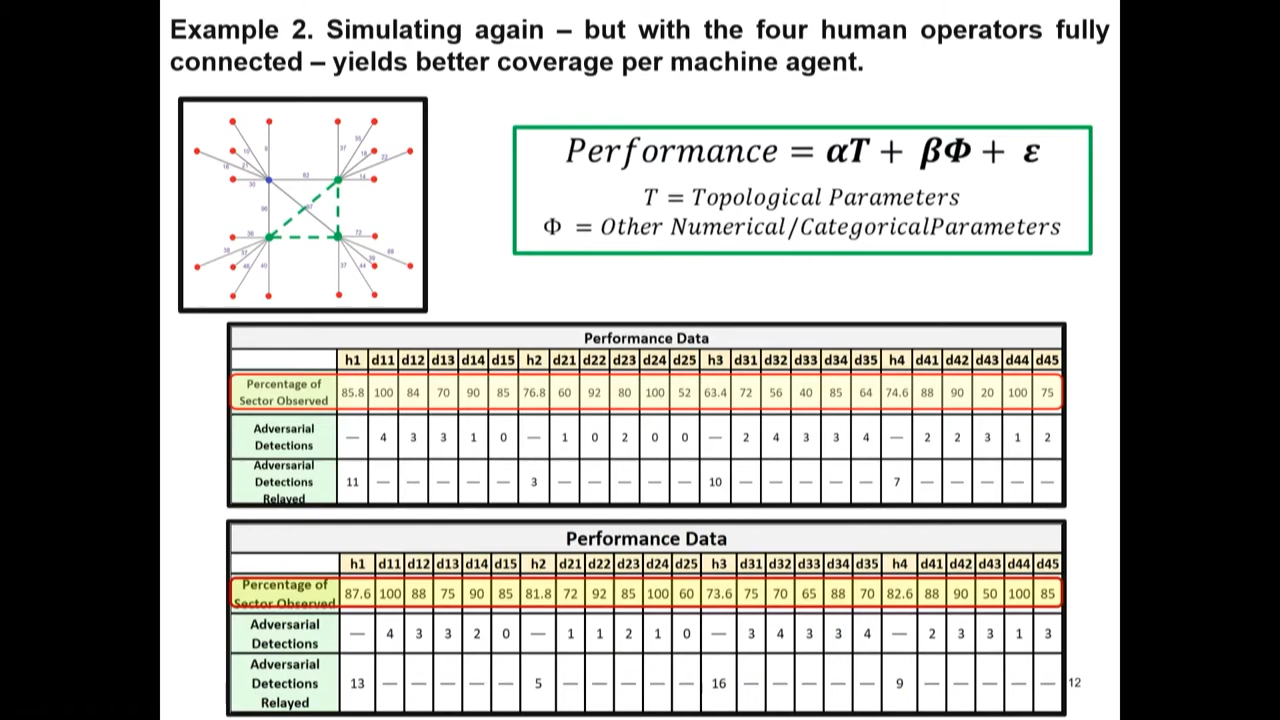 Example 2. Simulating again – but with the four human operators fully
connected – yields better coverage per machine agent.
Performance = αT + βΦ + ε
T = Topological Parameters
Φ = Other Numerical/CategoricalParameters
Performance Data
h1 d11 d12 d13 d14 d15 h2 d21 d22 d23 d24 d25 h3 d31 d32 d33 d34 d35 h4 d41 d42 d43 d44 d45
Percentage of
Sector Observed 85.8 100 84 70 90 85 76.8 60 92 80 100 52 63.4 72 56 40 85 64 74.6 88 90 20 100 75
Adversarial
Detections — 4 3 3 1 0 — 1 0 2 0 0 — 2 4 3 3 4 — 2 2 3 1 2
Adversarial
Detections 11 — — — — — 3 — — — — — 10 — — — — — 7 — — — — —
Relayed
Performance Data
h1 d11 d12 d13 d14 d15 h2 d21 d22 d23 d24 d25 h3 d31 d32 d33 d34 d35 h4 d41 d42 d43 d44 d45
Percentage of
Sector Observed 87.6 100 88 75 90 85 81.8 72 92 85 100 60 73.6 75 70 65 88 70 82.6 88 90 50 100 85
Adversarial
Detections — 4 3 3 2 0 — 1 1 2 1 0 — 3 4 3 3 4 — 2 3 3 1 3
Adversarial
Detections 13 — — — — — 5 — — — — — 16 — — — — — 9 — — — — —
Relayed
12